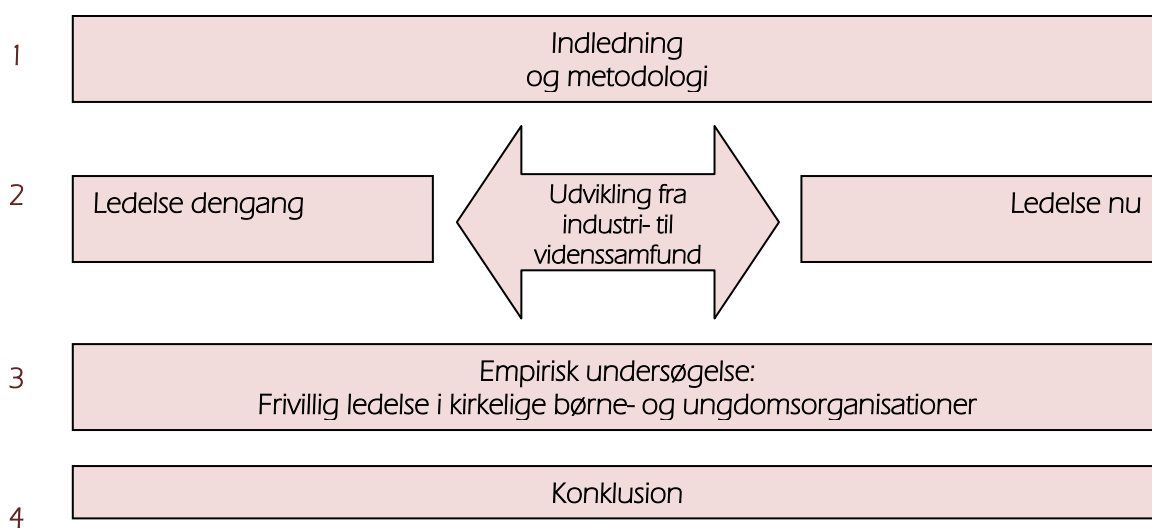 1
Indledning
og metodologi
2
Ledelse dengang
Udvikling fra
industri- til
videnssamfund
Ledelse nu
3
Empirisk undersøgelse:
Frivillig ledelse i kirkelige børne- og ungdomsorganisationer
4
Konklusion